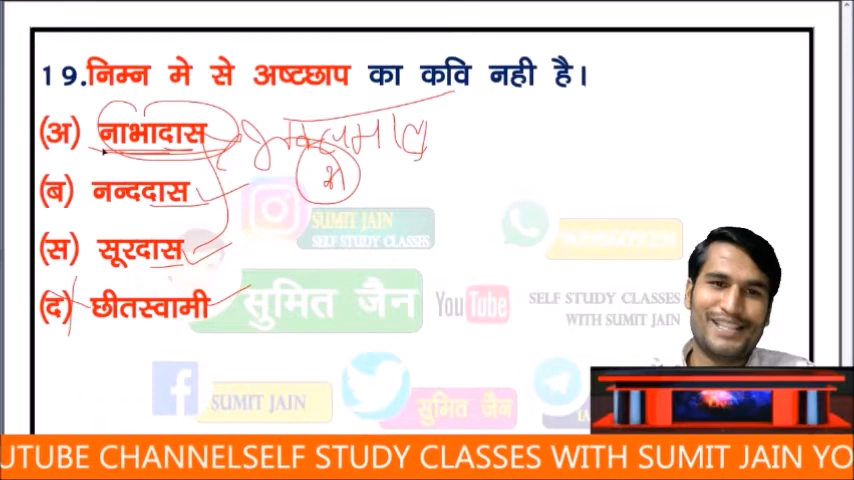 19.निम्न मे से अष्टछाप का कवि नही है।
(अ) नाभादास
(ब) नन्ददास
(स) सूरदास
(द) छीतस्वामी
SUMIT JAIN
SELF STUDY CLASSES
सुमित जैन
YouTube
SELF STUDY CLASSES
WITH SUMIT JAIN
SUMIT JAIN
सुमित जैन
UTUBE CHANNELSELF STUDY CLASSES WITH SUMIT JAIN YO